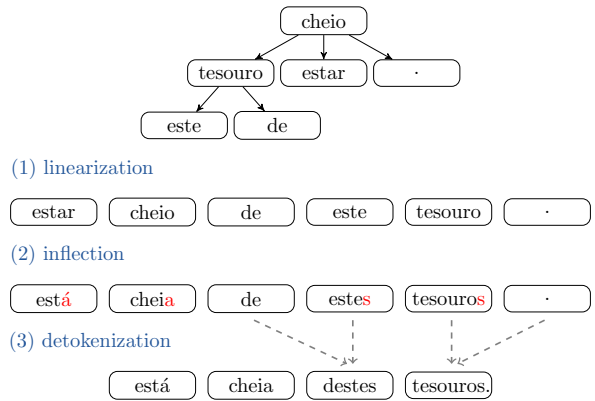 cheio
tesouro estar .
este de
(1) linearization
estar cheio de este tesouro .
(2) inflection
está cheia de estes tesouros .
(3) detokenization
está cheia destes tesouros.